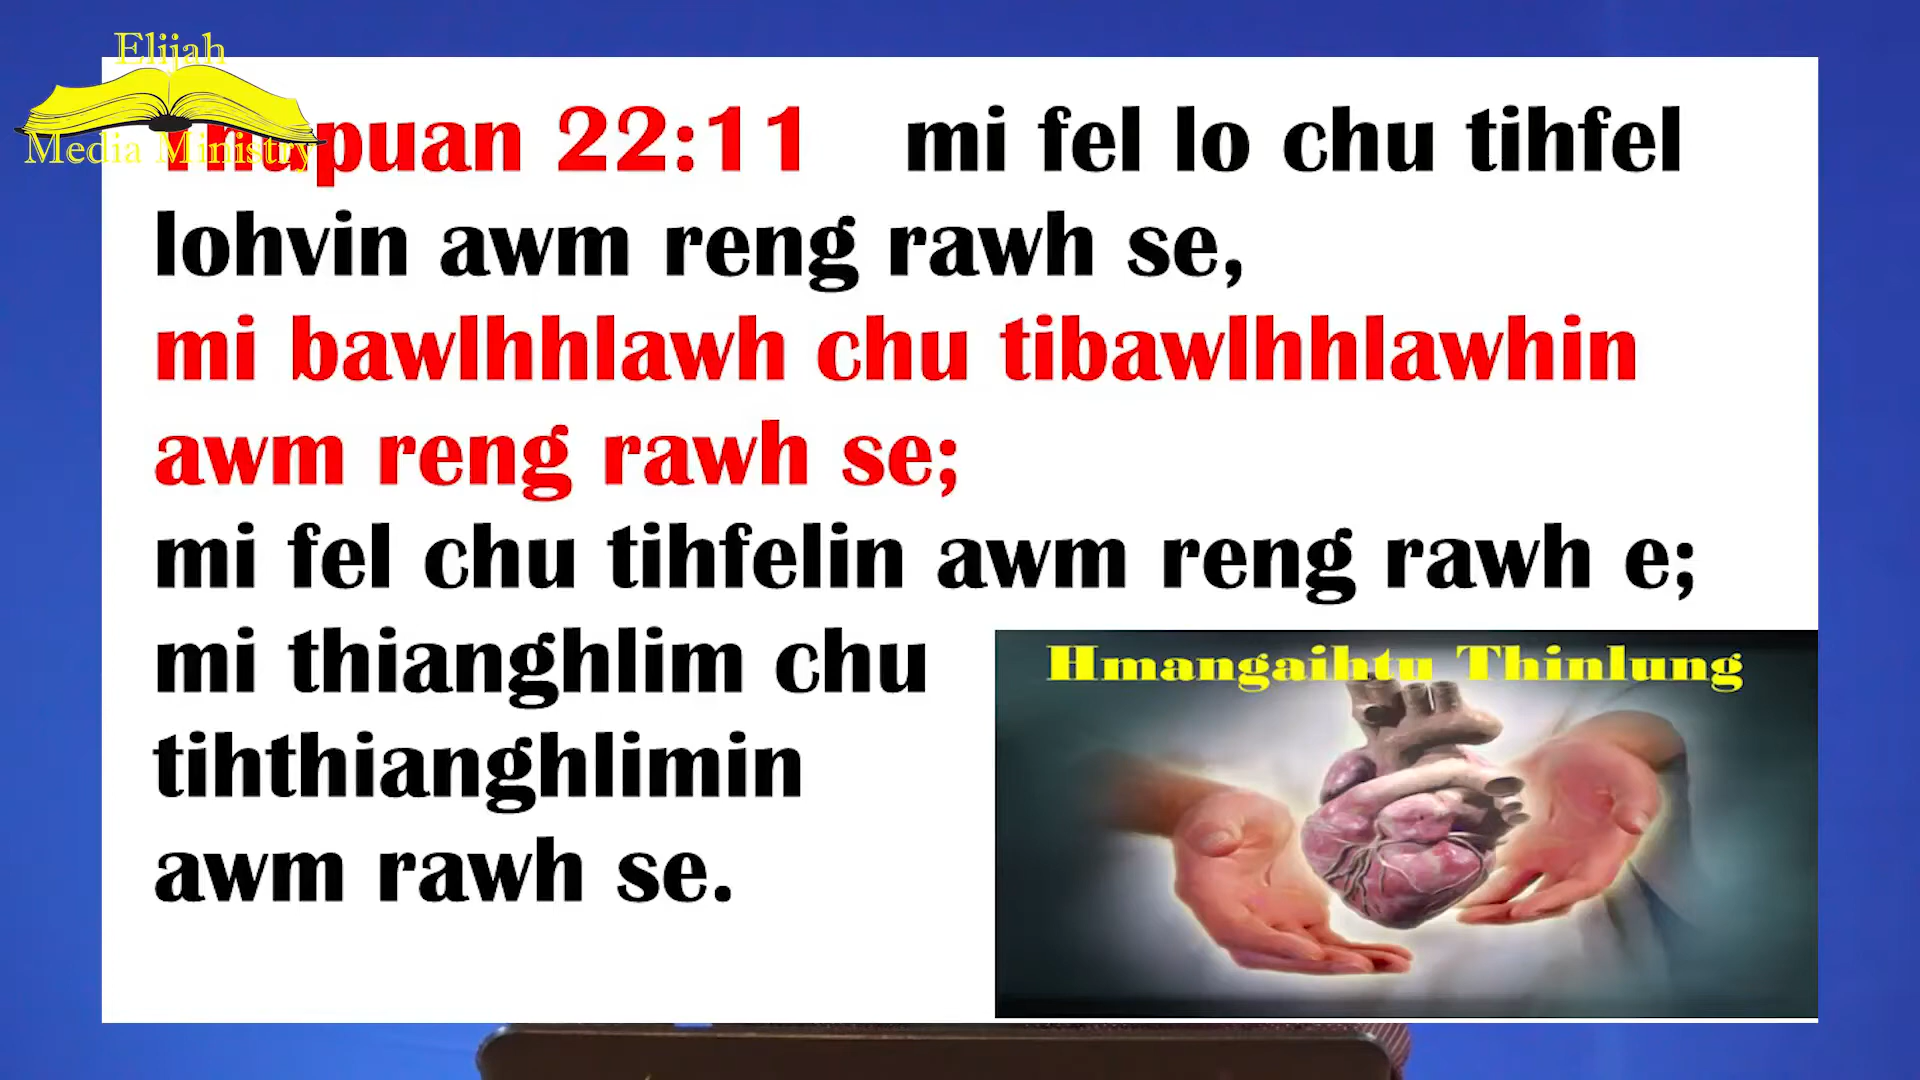 Elijah
Media Ministry
puan 22:11 mi fel lo chu tihfel
lohvin awm reng rawh se,
mi bawlhhlawh chu tibawlhhlawhin
awm reng rawh se;
mi fel chu tihfelin awm reng rawh e;
mi thianghlim chu
tihthianghlimin
awm rawh se.
Hmangaihtu Thinlung